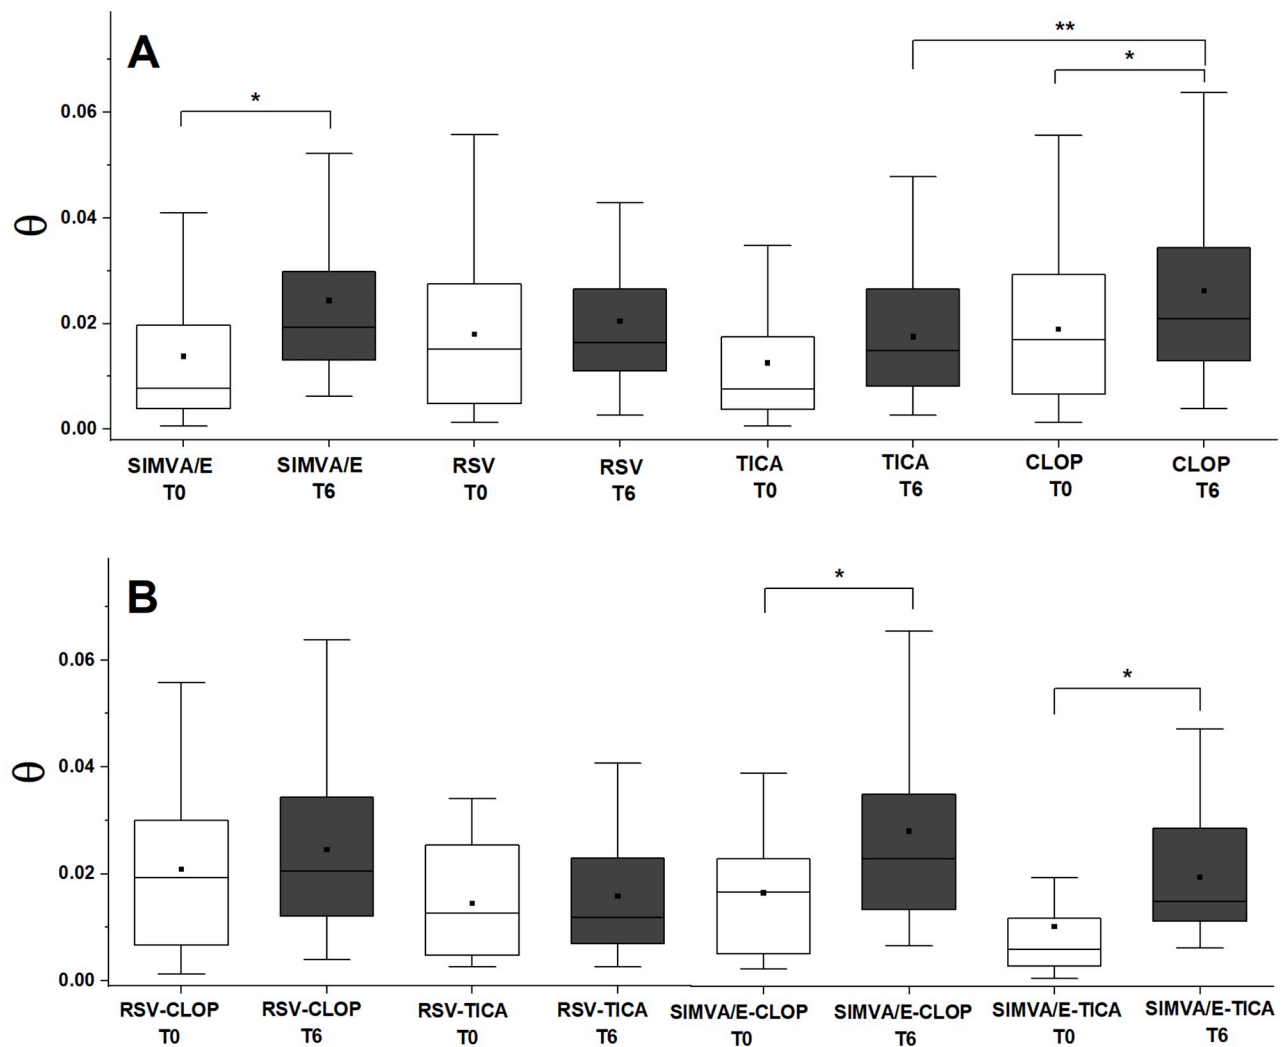 A
**
*
*
0.06
0.04
0.02
0.00
θ
SIMVA/E SIMVA/E RSV RSV TICA TICA CLOP CLOP
T0 T6 T0 T6 T0 T6 T0 T6
B
*
*
0.06
0.04
0.02
0.00
θ
RSV-CLOP RSV-CLOP RSV-TICA RSV-TICA SIMVA/E-CLOP SIMVA/E-CLOP SIMVA/E-TICA SIMVA/E-TICA
T0 T6 T0 T6 T0 T6 T0 T6